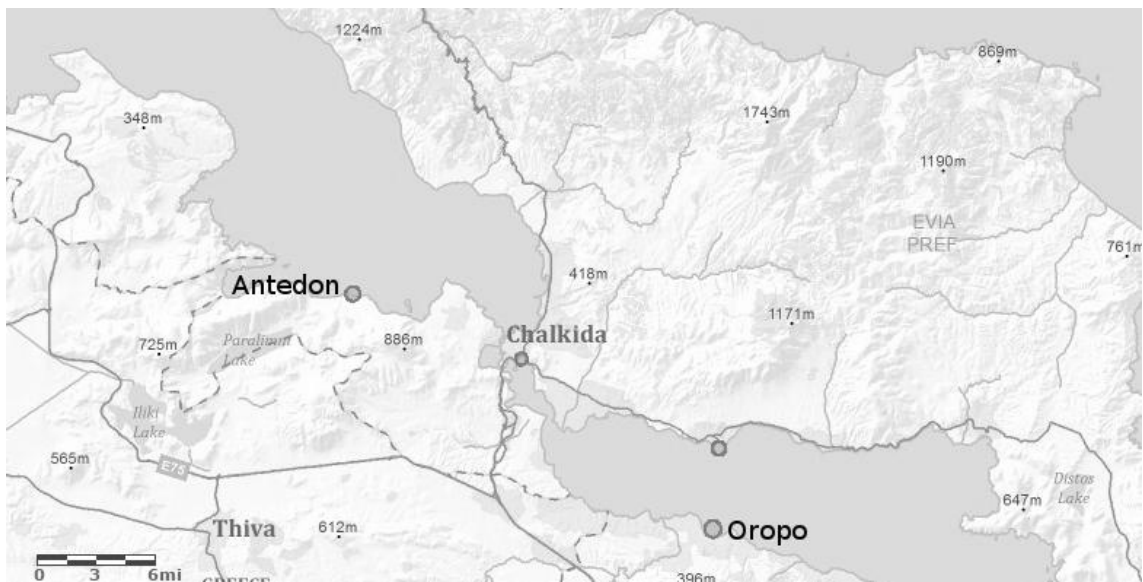 1224m
869m
348m
1743m
1190m
EVIA
PREF
761m
418m
Antedon
1171m
Chalkida
Paralimni
Lake
725m
886m
Iliki
Lake
565m
E75
Distos
Lake
647m
Thiva
612m
Oropo
0 3 6mi
GREECE
396m